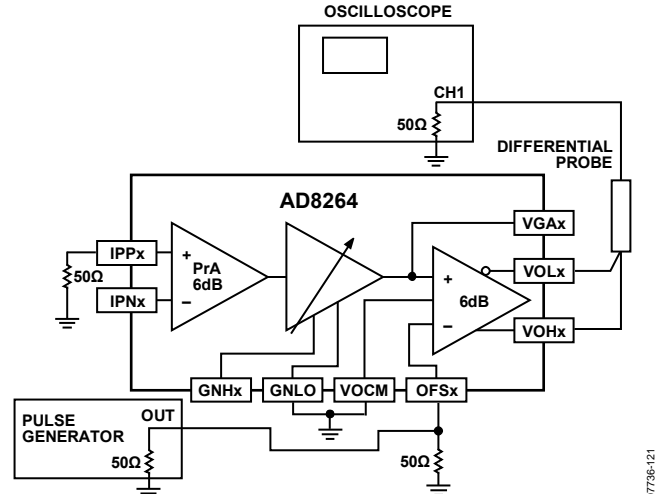 OSCILLOSCOPE
CH1
50Ω
DIFFERENTIAL
PROBE
AD8264
VGAx
IPPx
+
PrA
6dB
–
50Ω
IPNx
+
6dB
–
VOLx
VOHx
GNHx
GNLO
VOCM
OFSx
PULSE
GENERATOR
OUT
50Ω
50Ω
07736-121